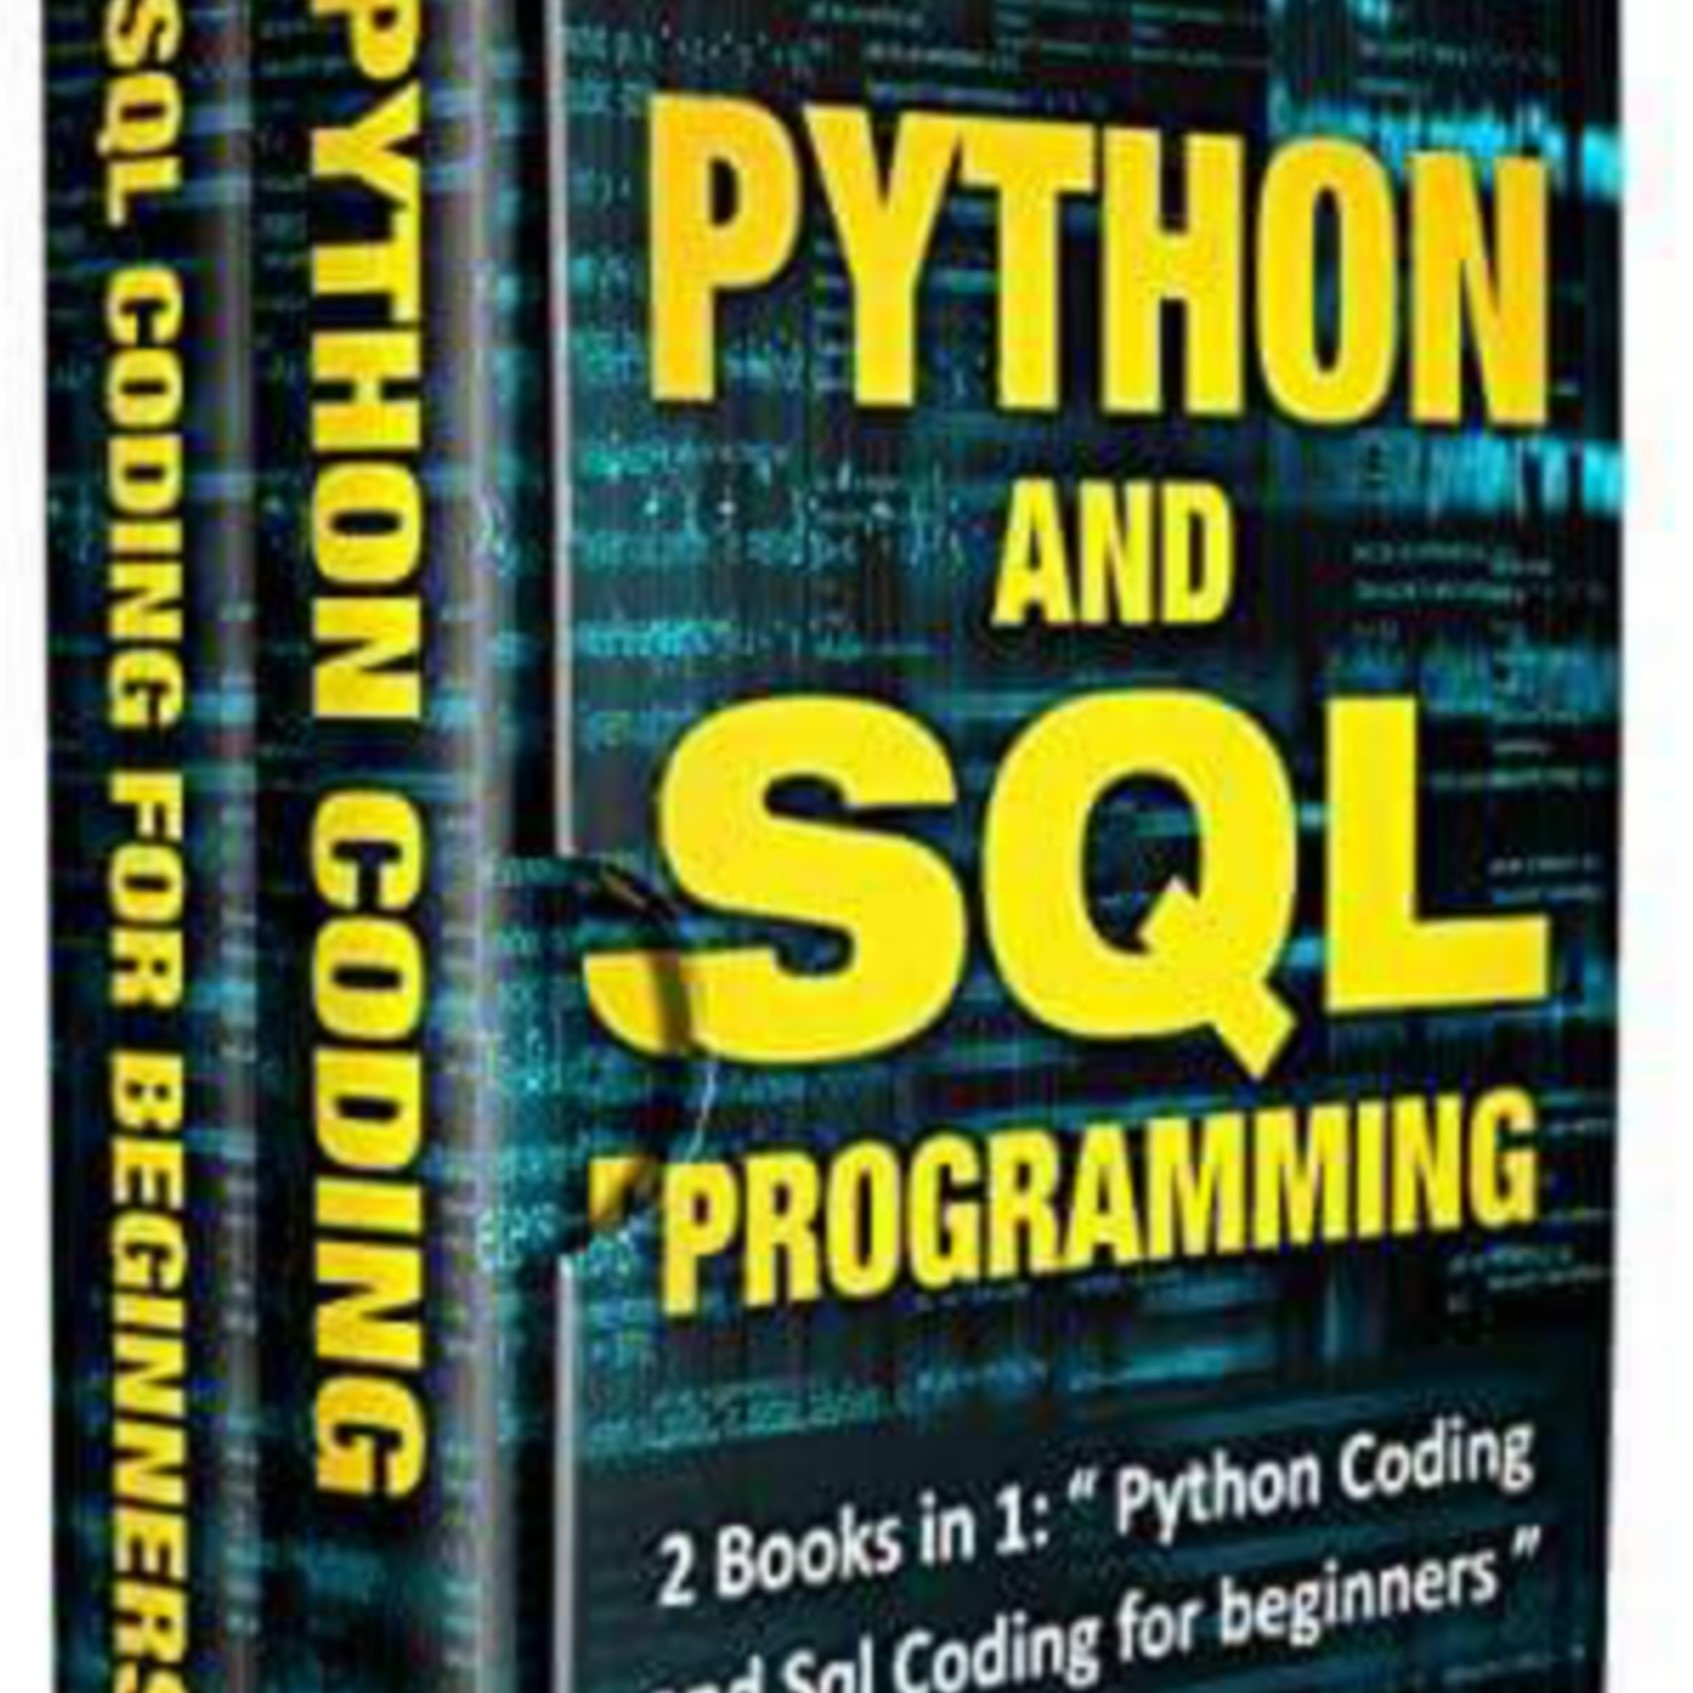 SQL CODING FOR BEGINNERS
PYTHON CODING
PYTHON
AND
SQL
PROGRAMMING
2 Books in 1: “ Python Coding
and Sql Coding for beginners ”